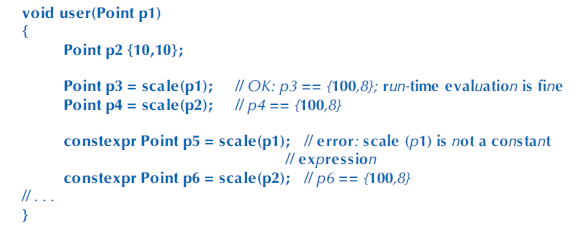 void user(Point p1)
{
Point p2 {10,10};
Point p3 = scale(p1); // OK: p3 == {100,8}; run-time evaluation is fine
Point p4 = scale(p2); // p4 == {100,8}
constexpr Point p5 = scale(p1); // error: scale (p1) is not a constant
// expression
constexpr Point p6 = scale(p2); // p6 == {100,8}
// . . .
}